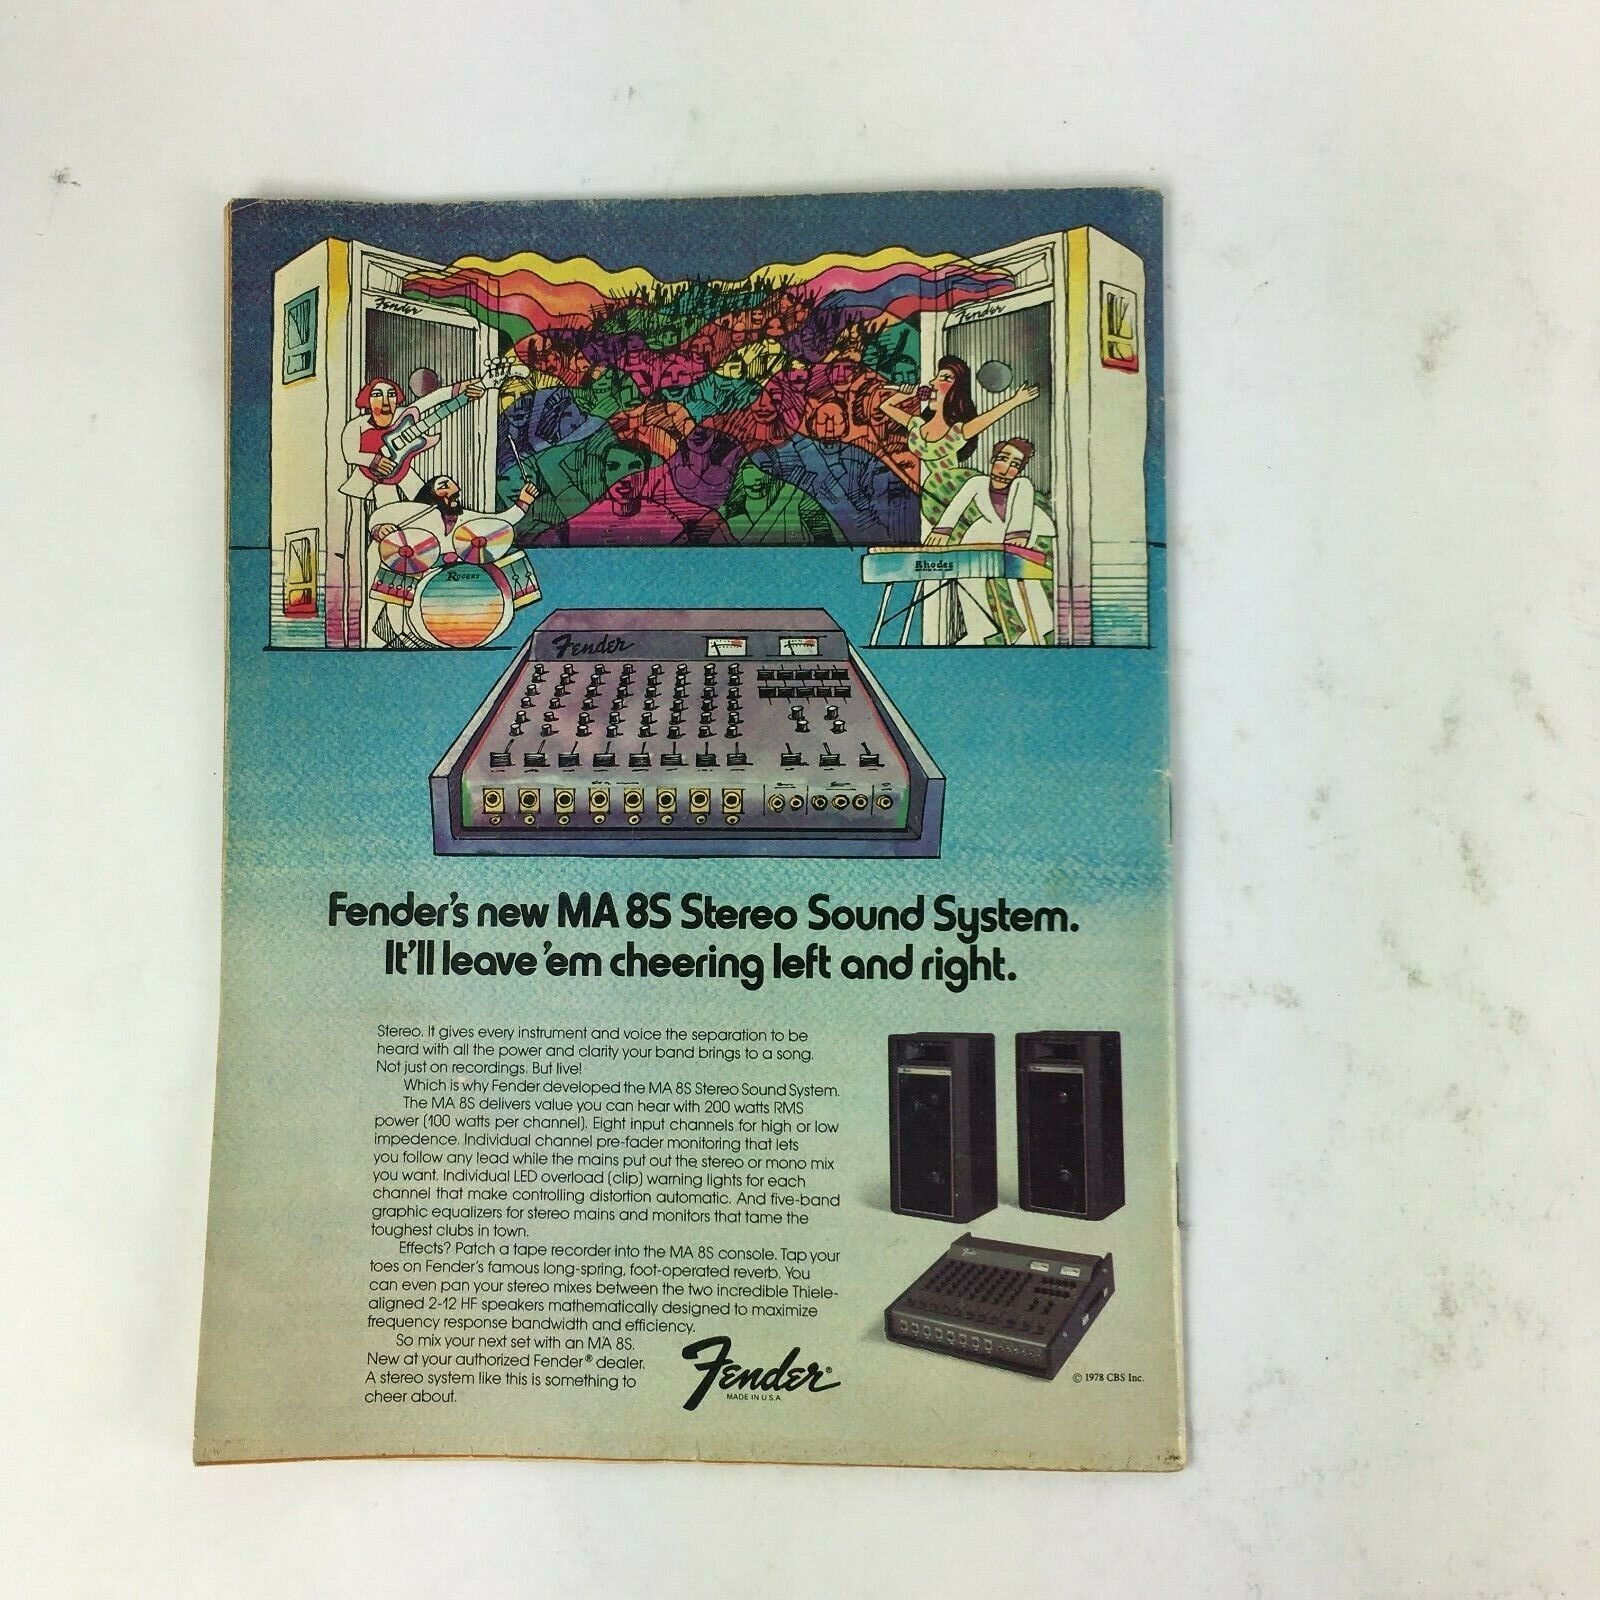 Fender
Fender
Rogers
Rhodes
Fender
Fender's new MA 8S Stereo Sound System.
It'll leave 'em cheering left and right.
Stereo. It gives every instrument and voice the separation to be
heard with all the power and clarity your band brings to a song.
Not just on recordings. But live!
Which is why Fender developed the MA 8S Stereo Sound System.
The MA 8S delivers value you can hear with 200 watts RMS
power (100 watts per channel). Eight input channels for high or low
impedence. Individual channel pre-fader monitoring that lets
you follow any lead while the mains put out the stereo or mono mix
you want. Individual LED overload (clip) warning lights for each
channel that make controlling distortion automatic. And five-band
graphic equalizers for stereo mains and monitors that tame the
toughest clubs in town.
Effects? Patch a tape recorder into the MA 8S console. Tap your
toes on Fender's famous long-spring, foot-operated reverb. You
can even pan your stereo mixes between the two incredible Thiele-
aligned 2-12 HF speakers mathematically designed to maximize
frequency response bandwidth and efficiency.
So mix your next set with an MA 8S.
New at your authorized Fender® dealer.
A stereo system like this is something to
cheer about.
Fender®
MADE IN U.S.A.
© 1978 CBS Inc.